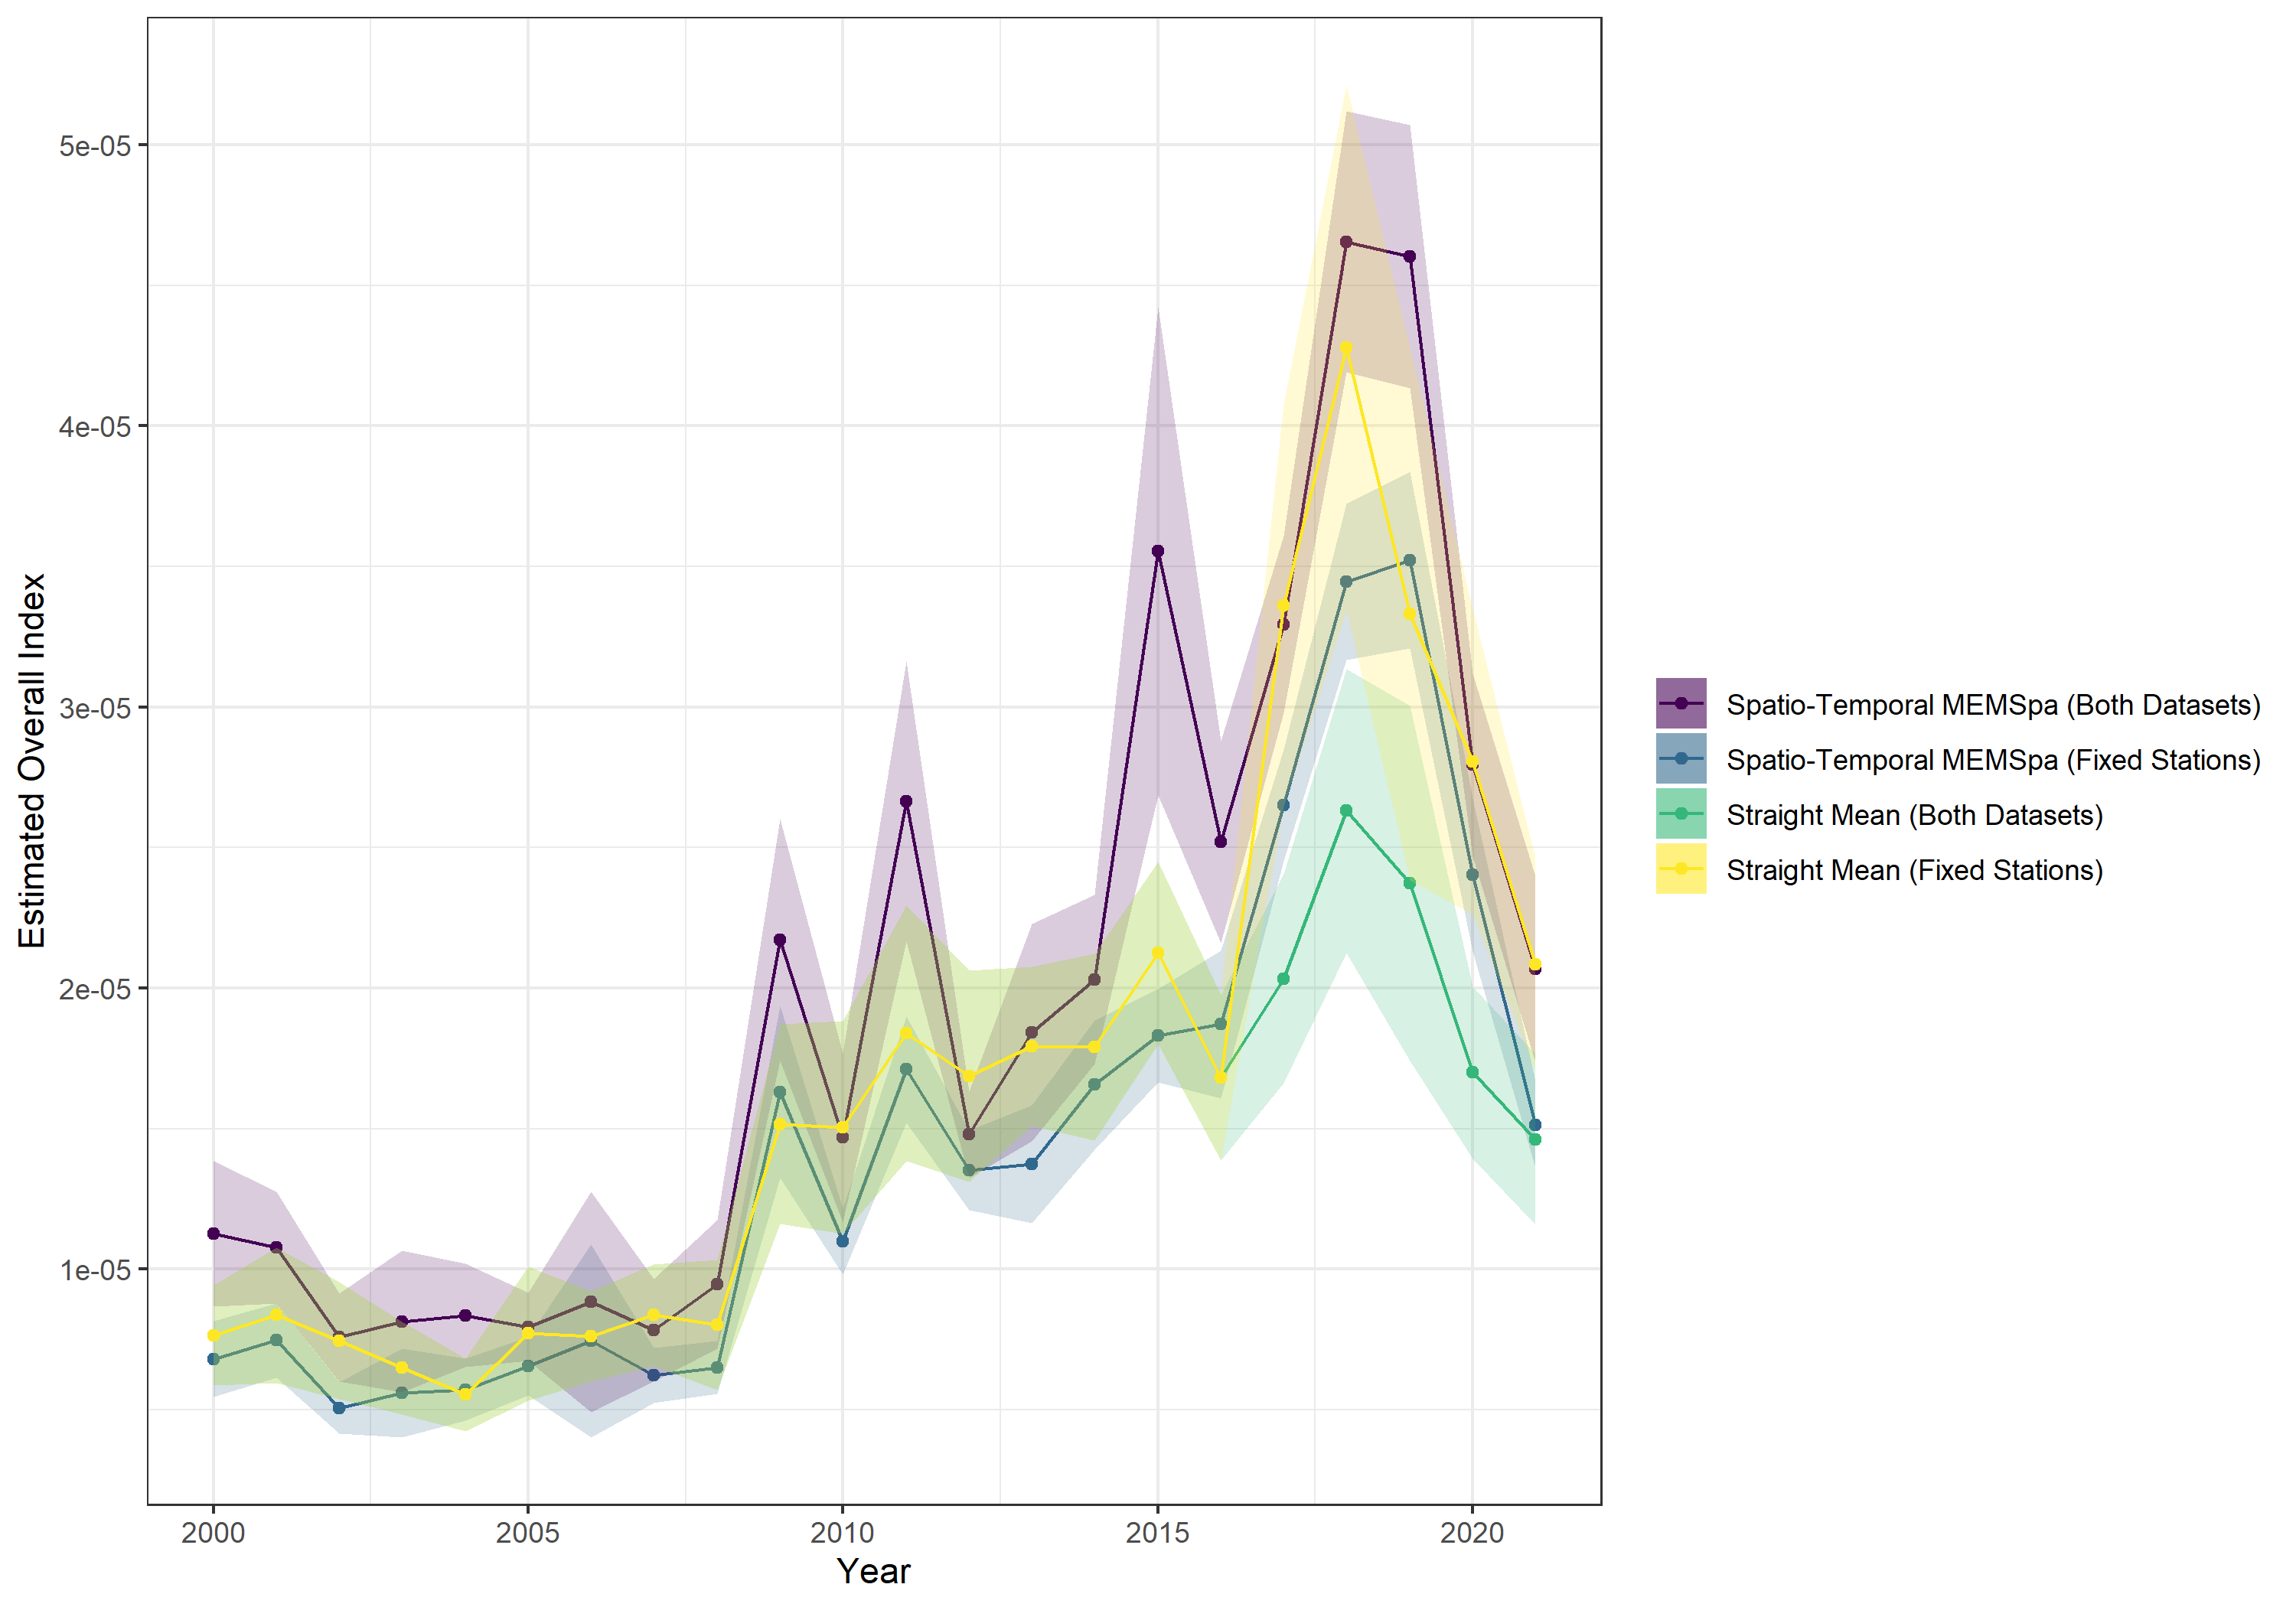 5e-05
4e-05
3e-05
2e-05
1e-05
Estimated Overall Index
2000 2005 2010 2015 2020
Year
Spatio-Temporal MEMSpa (Both Datasets)
Spatio-Temporal MEMSpa (Fixed Stations)
Straight Mean (Both Datasets)
Straight Mean (Fixed Stations)